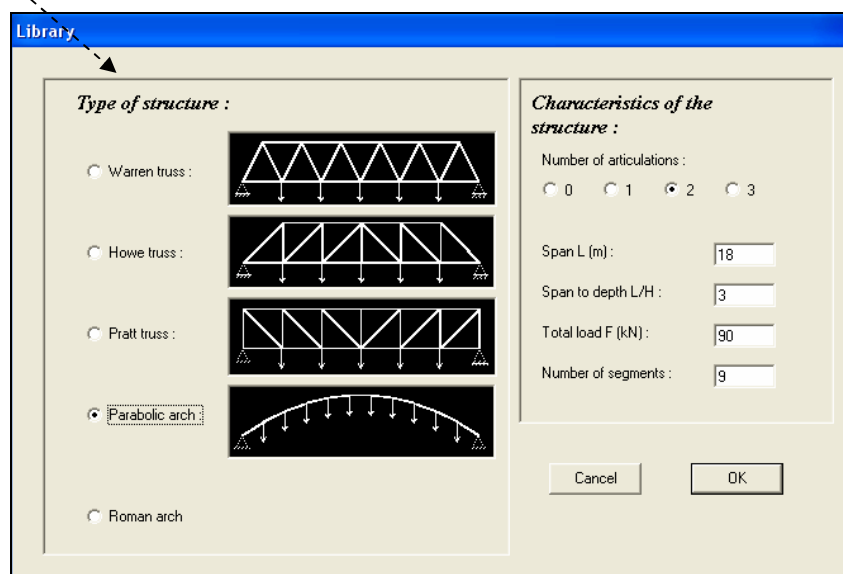 Library
Type of structure :
Warren truss :
Howe truss :
Pratt truss :
Parabolic arch :
Roman arch
Characteristics of the
structure :
Number of articulations :
0 1 2 3
Span L (m) : 18
Span to depth L/H : 3
Total load F (kN) : 90
Number of segments : 9
Cancel OK